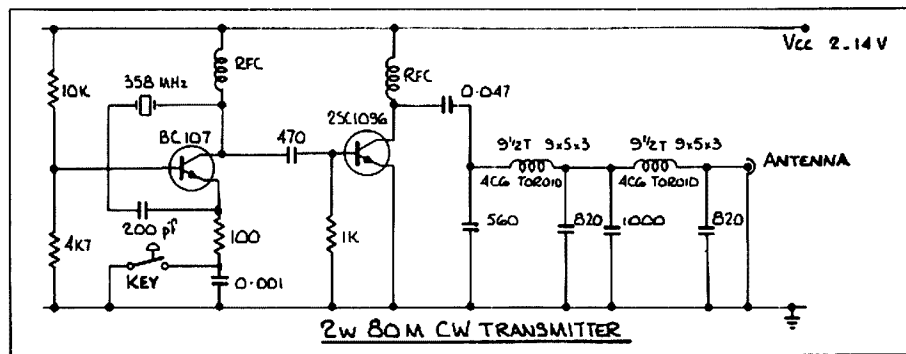 Vcc 2-14V
RFC
RFC
358 MHz
10K
0.047
2SC1096
BC107
470
9½T 9x5x3
9½T 9x5x3
ANTENNA
4C6 TOROID
4C6 TOROID
200 pf
100
1K
560
820
1000
820
4K7
KEY
0.001
2W 80M CW TRANSMITTER